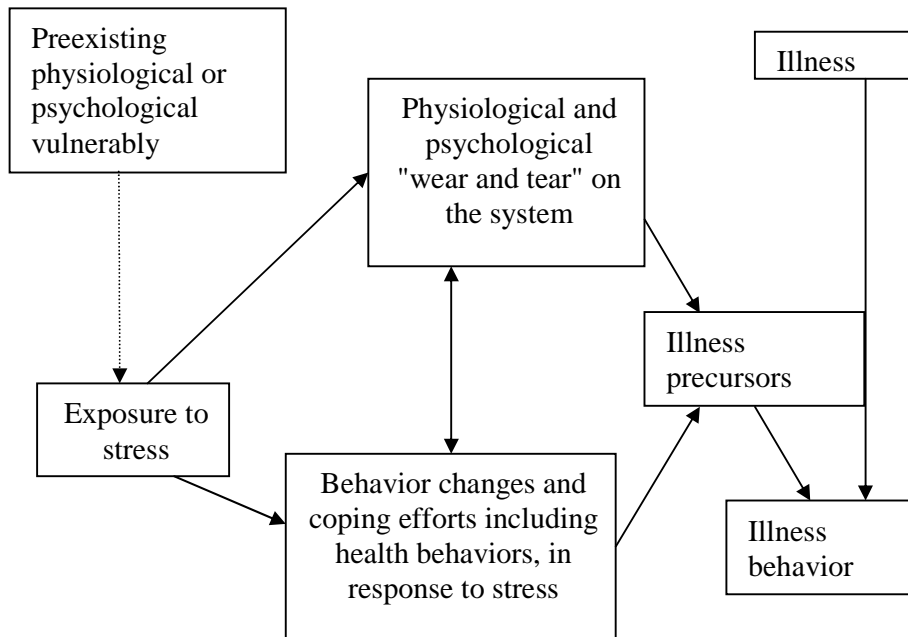 Preexisting
physiological or
psychological
vulnerably
Illness
Physiological and
psychological
"wear and tear" on
the system
Illness
precursors
Exposure to
stress
Behavior changes and
coping efforts including
health behaviors, in
response to stress
Illness
behavior